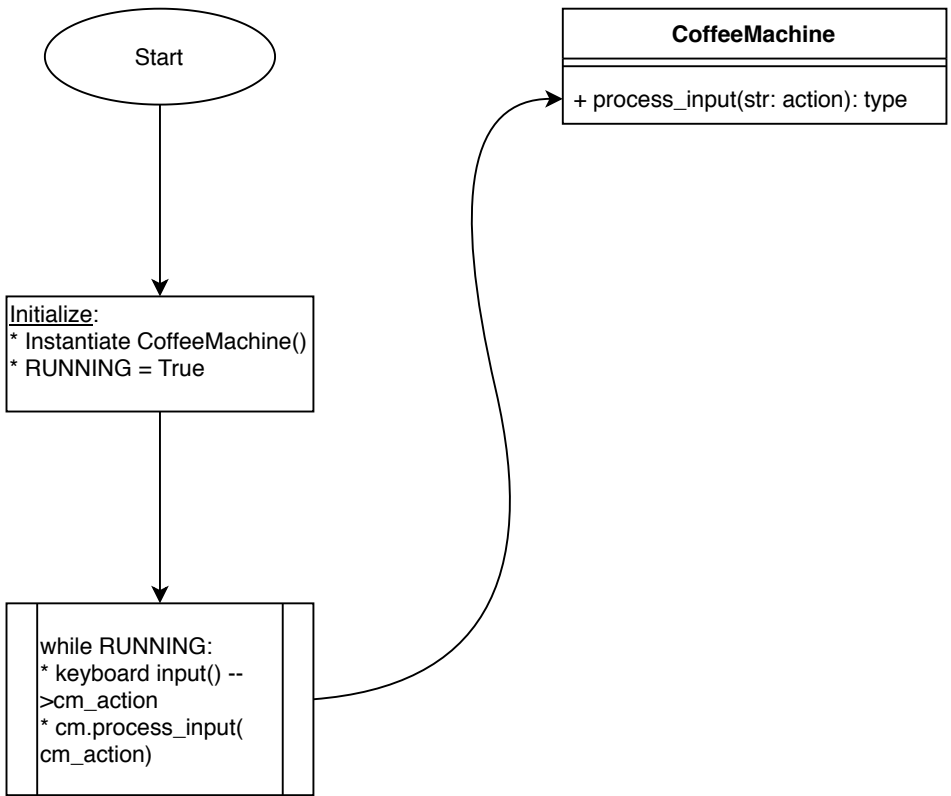 Start
CoffeeMachine
+ process_input(str: action): type
Initialize:
* Instantiate CoffeeMachine()
* RUNNING = True
while RUNNING:
* keyboard input() --
>cm_action
* cm.process_input(
cm_action)